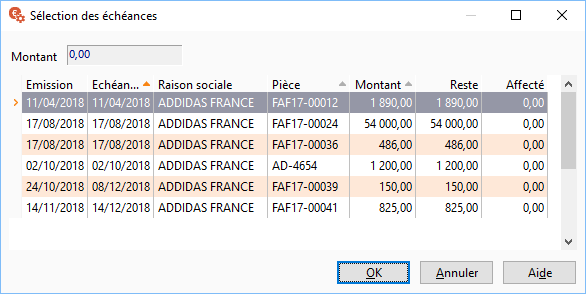 Sélection des échéances
Montant 0,00
Emission Echéan... Raison sociale Pièce Montant Reste Affecté
11/04/2018 11/04/2018 ADDIDAS FRANCE FAF17-00012 1 890,00 1 890,00 0,00
17/08/2018 17/08/2018 ADDIDAS FRANCE FAF17-00024 54 000,00 54 000,00 0,00
17/08/2018 17/08/2018 ADDIDAS FRANCE FAF17-00036 486,00 486,00 0,00
02/10/2018 02/10/2018 ADDIDAS FRANCE AD-4654 1 200,00 1 200,00 0,00
24/10/2018 08/12/2018 ADDIDAS FRANCE FAF17-00039 150,00 150,00 0,00
14/11/2018 14/12/2018 ADDIDAS FRANCE FAF17-00041 825,00 825,00 0,00
OK Annuler Aide